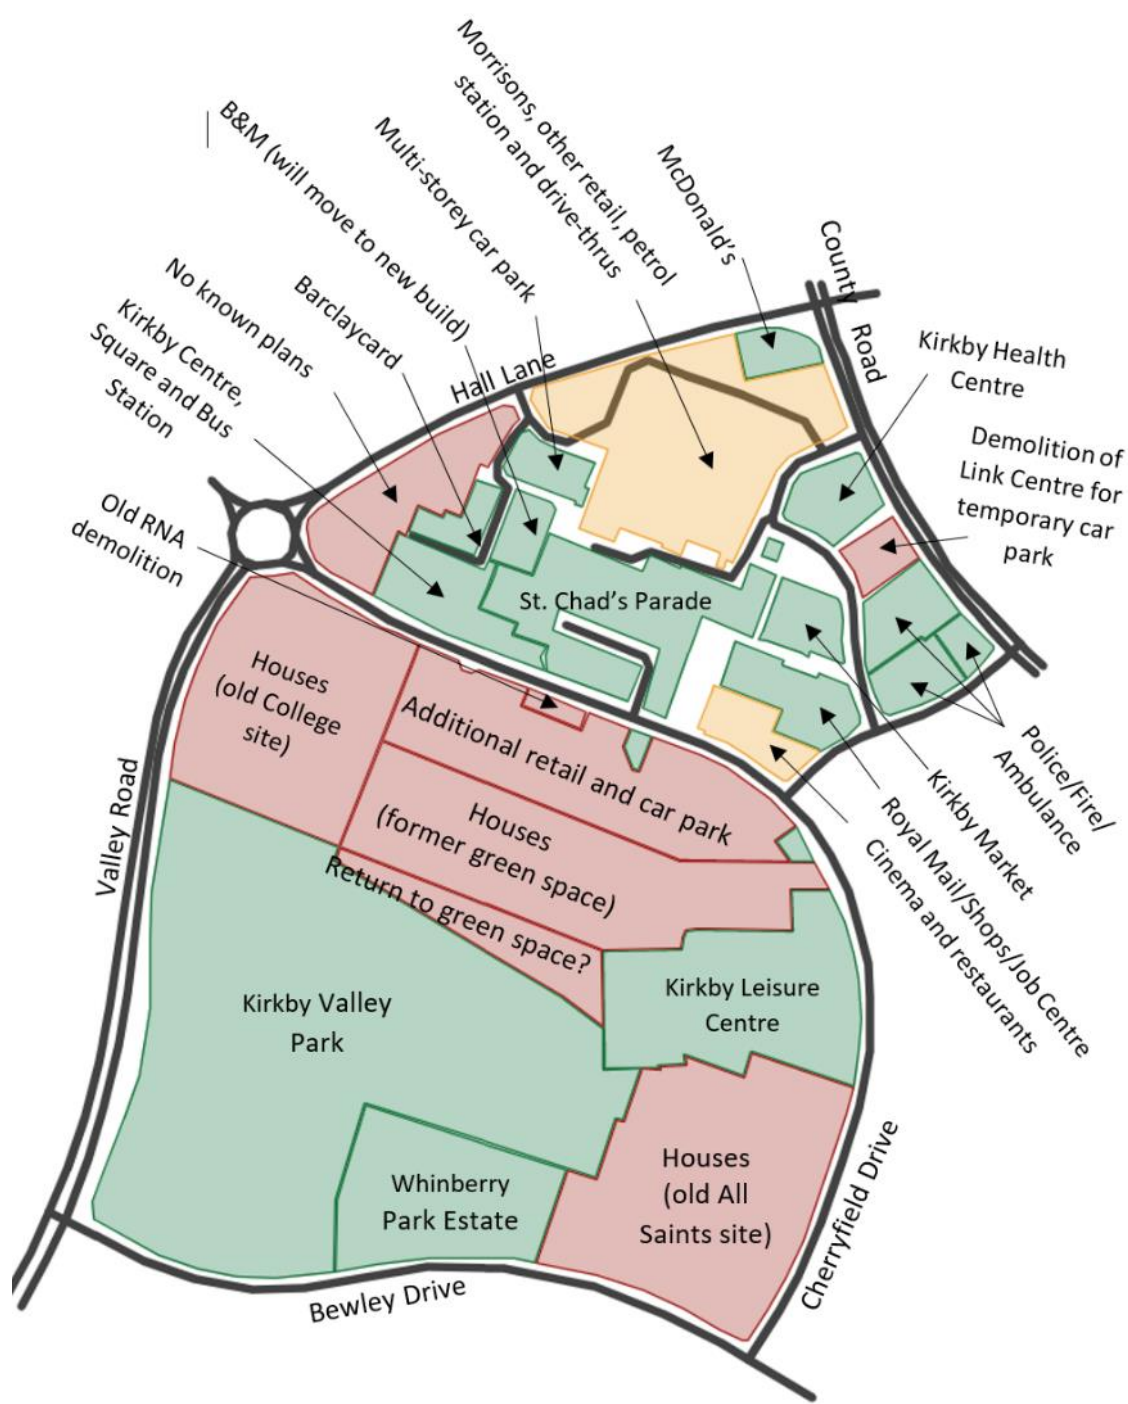 Morrisons, other retail, petrol
station and drive-thrus
B&M (will move to new build)
Multi-storey car park
McDonald's
No known plans
Barclaycard
Kirkby Centre,
Square and Bus
Station
Old RNA
demolition
Hall Lane
County
Road
Kirkby Health
Centre
Demolition of
Link Centre for
temporary car
park
St. Chad's Parade
Houses
(old College
site)
Additional retail and car park
Houses
(former green space)
Return to green space?
Police/Fire/
Ambulance
Kirkby Market
Royal Mail/Shops/Job Centre
Cinema and restaurants
Valley Road
Kirkby Valley
Park
Kirkby Leisure
Centre
Whinberry
Park Estate
Houses
(old All
Saints site)
Cherryfield Drive
Bewley Drive